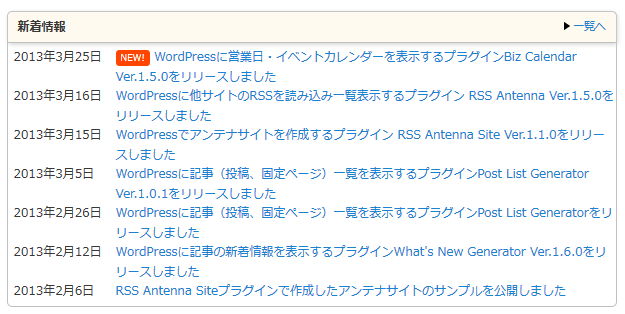 新着情報 ▶一覧へ
2013年3月25日 NEW! WordPressに営業日・イベントカレンダーを表示するプラグインBiz Calendar
Ver.1.5.0をリリースしました
2013年3月16日 WordPressに他サイトのRSSを読み込み一覧表示するプラグイン RSS Antenna Ver.1.5.0を
リリースしました
2013年3月15日 WordPressでアンテナサイトを作成するプラグイン RSS Antenna Site Ver.1.1.0をリリー
スしました
2013年3月5日 WordPressに記事（投稿、固定ページ）一覧を表示するプラグインPost List Generator
Ver.1.0.1をリリースしました
2013年2月26日 WordPressに記事（投稿、固定ページ）一覧を表示するプラグインPost List Generatorをリ
リースしました
2013年2月12日 WordPressに記事の新着情報を表示するプラグインWhat's New Generator Ver.1.6.0をリ
リースしました
2013年2月6日 RSS Antenna Siteプラグインで作成したアンテナサイトのサンプルを公開しました